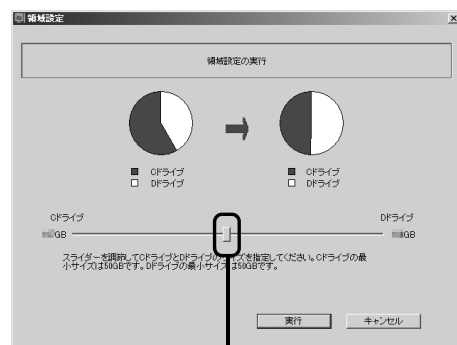 領域設定
領域設定の実行
Cドライブ
Dドライブ
Cドライブ
Dドライブ
Cドライブ
Dドライブ
GB
GB
スライダーを調節してCドライブとDドライブのサイズを指定してください。Cドライブの最
小サイズは50GBです。Dドライブの最小サイズは50GBです。
実行
キャンセル